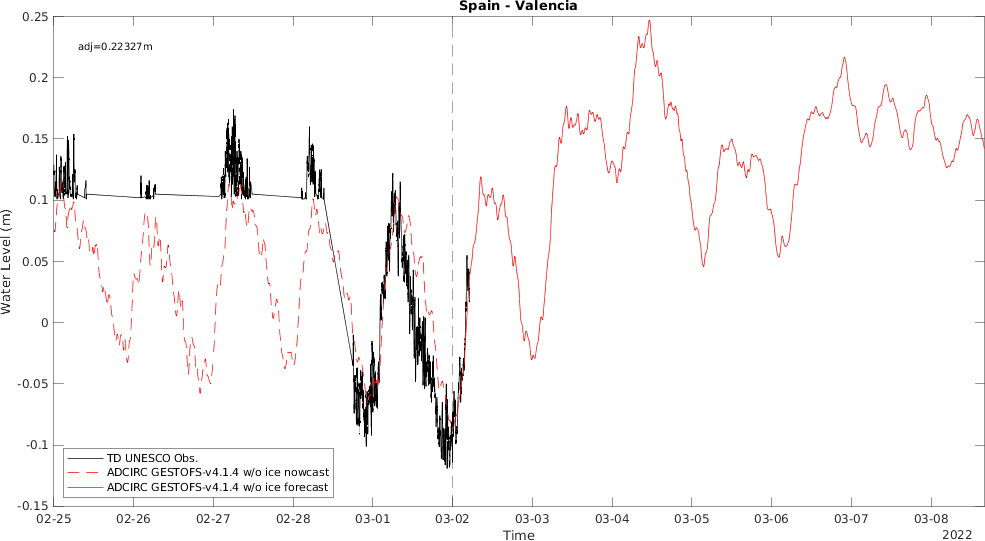 Spain - Valencia
adj=0.22327m
Water Level (m)
0.25
0.2
0.15
0.1
0.05
0
-0.05
-0.1
-0.15
TD UNESCO Obs.
ADCIRC GESTOFS-v4.1.4 w/o ice nowcast
ADCIRC GESTOFS-v4.1.4 w/o ice forecast
02-25 02-26 02-27 02-28 03-01 03-02 03-03 03-04 03-05 03-06 03-07 03-08
Time
2022